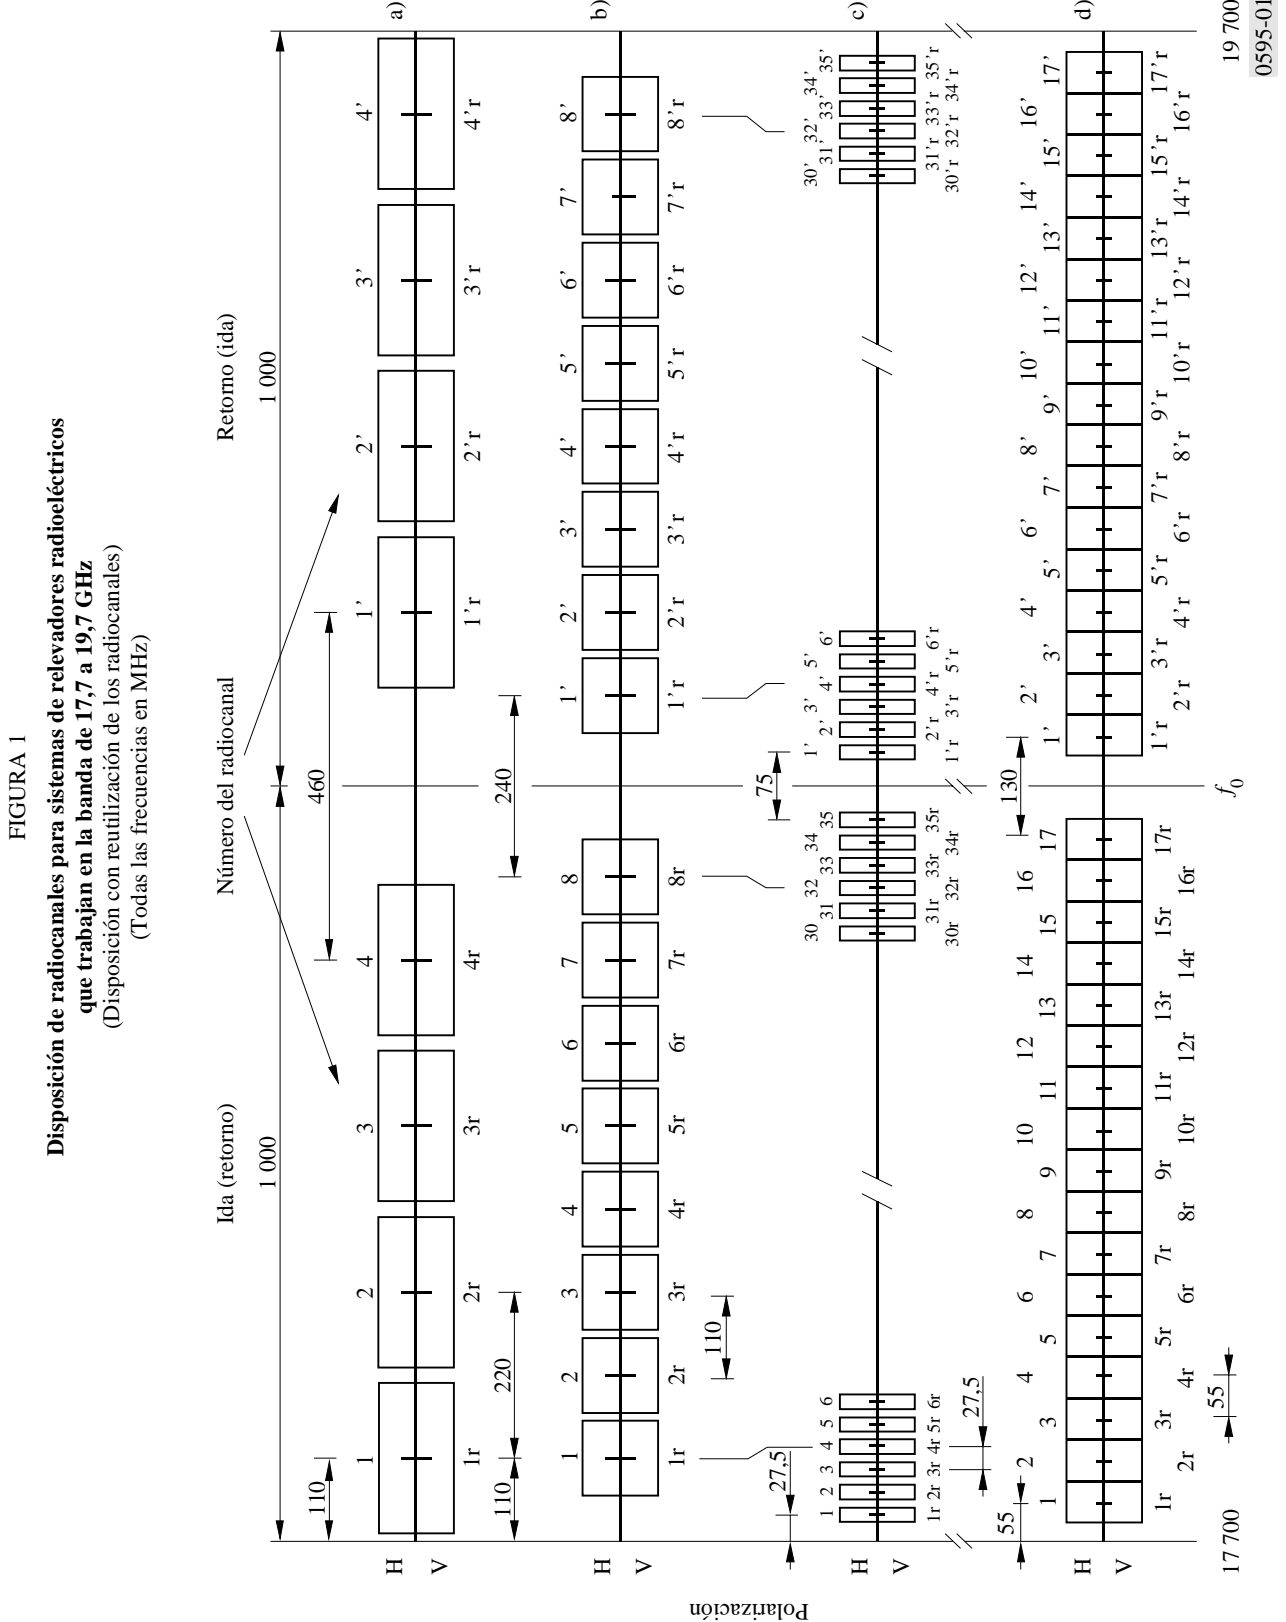 FIGURA 1
Disposición de radiocanales para sistemas de relevadores radioeléctricos
que trabajan en la banda de 17,7 a 19,7 GHz
(Disposición con reutilización de los radiocanales)
(Todas las frecuencias en MHz)
Ida (retorno) Número del radiocanal Retorno (ida)
1 000 1 000
110 460
1 2 3 4 1’ 2’ 3’ 4’
H
V
a)
1r 2r 3r 4r 1’r 2’r 3’r 4’r
110 220 240
1 2 3 4 5 6 7 8 1’ 2’ 3’ 4’ 5’ 6’ 7’ 8’
H
V
b)
1r 2r 3r 4r 5r 6r 7r 8r 1’r 2’r 3’r 4’r 5’r 6’r 7’r 8’r
110
27,5 75
1 2 3 4 5 6 30 31 32 33 34 35 1’ 2’ 3’ 4’ 5’ 6’ 30’ 31’ 32’ 33’ 34’ 35’
H
V
c)
1r 2r 3r 4r 5r 6r 30r 31r 32r 33r 34r 35r 1’r 2’r 3’r 4’r 5’r 6’r 30’r 31’r 32’r 33’r 34’r 35’r
27,5
55 130
1 2 3 4 5 6 7 8 9 10 11 12 13 14 15 16 17 1’ 2’ 3’ 4’ 5’ 6’ 7’ 8’ 9’ 10’ 11’ 12’ 13’ 14’ 15’ 16’ 17’
H
V
d)
1r 2r 3r 4r 5r 6r 7r 8r 9r 10r 11r 12r 13r 14r 15r 16r 17r 1’r 2’r 3’r 4’r 5’r 6’r 7’r 8’r 9’r 10’r 11’r 12’r 13’r 14’r 15’r 16’r 17’r
55
Polarización
17 700 f0 19 700
0595-01